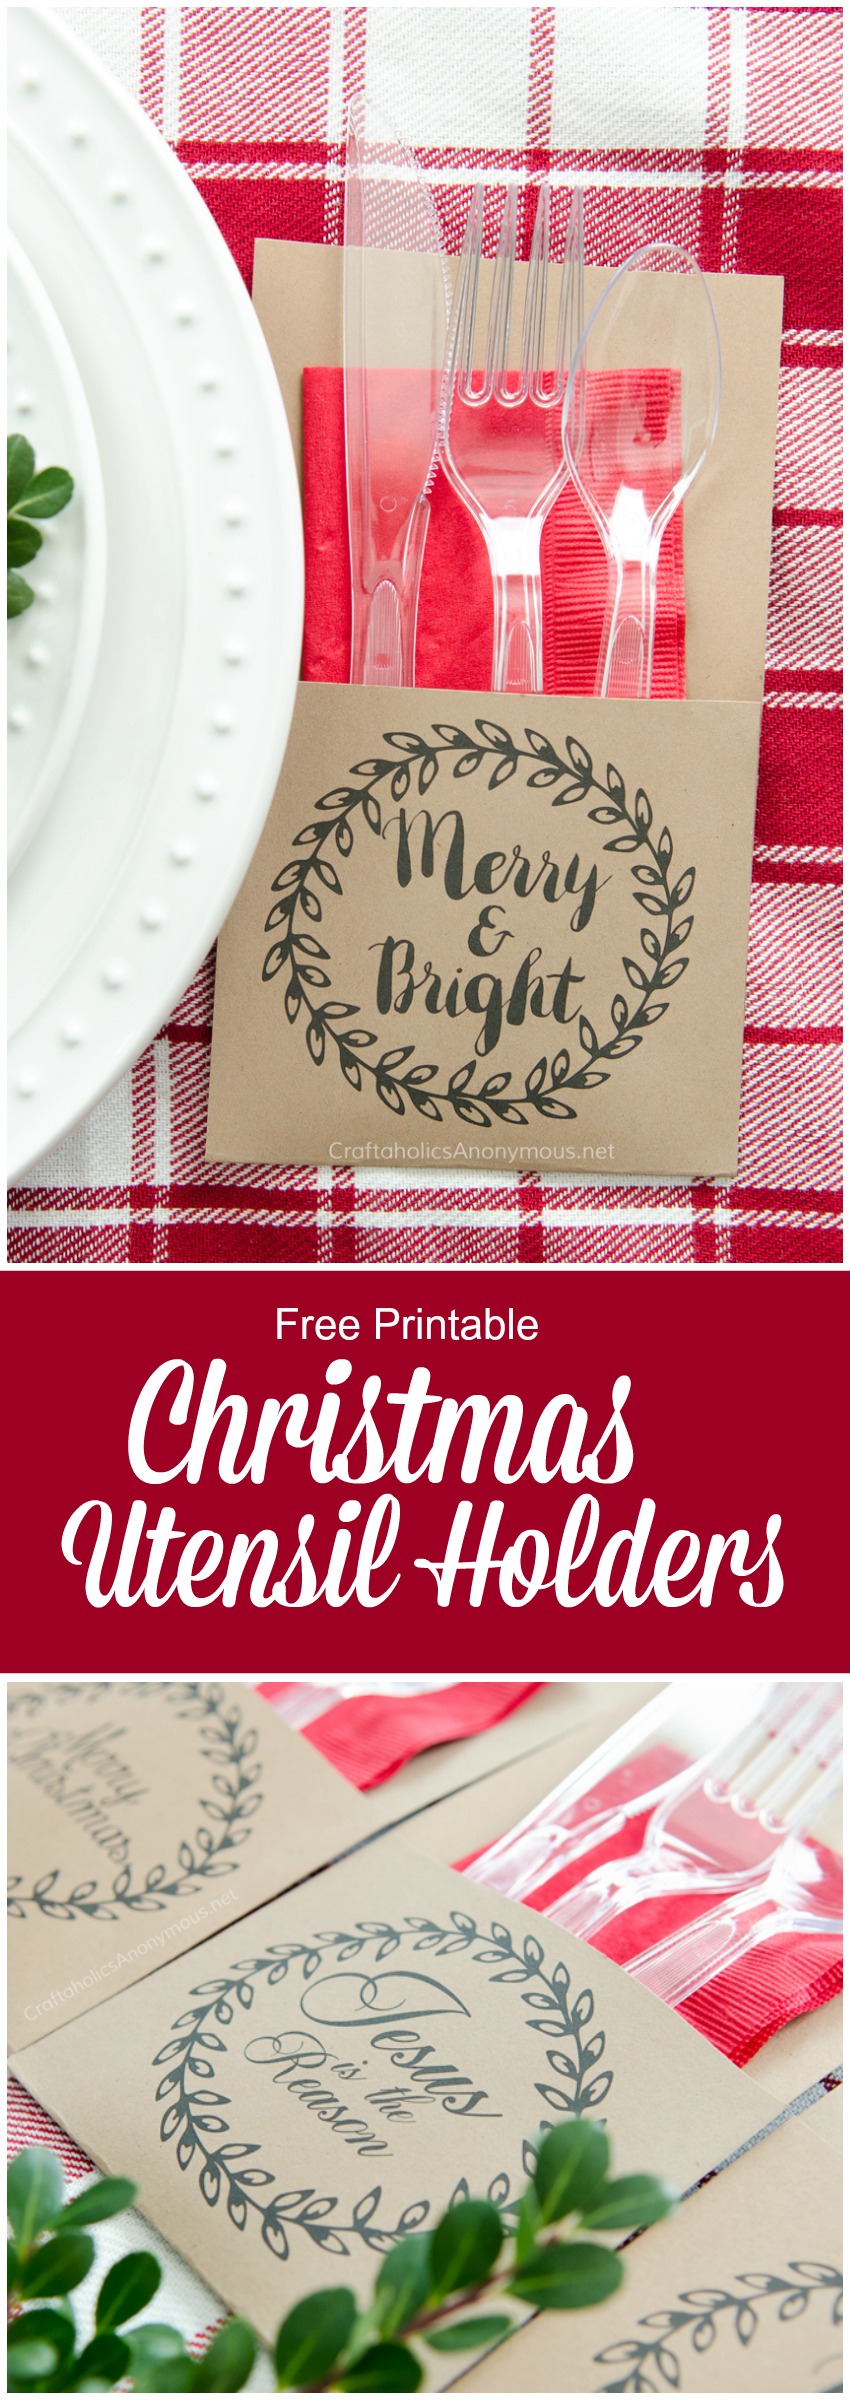 Merry
&
Bright
CraftaholicsAnonymous.net
Free Printable
Christmas
Utensil Holders
Merry
Christmas
CraftaholicsAnonymous.net
Jesus
is the
Reason